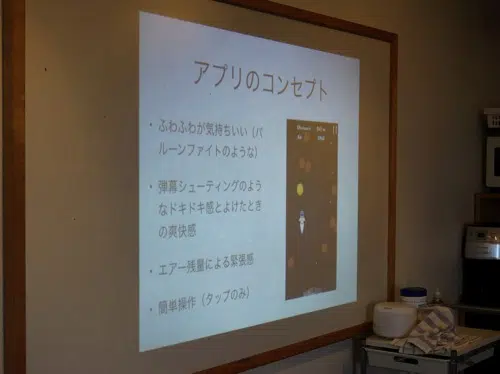 アプリのコンセプト
・ふわふわが気持ちいい（バ
ルーンファイトのような）
・弾幕シューティングのよう
なドキドキ感とよけたとき
の爽快感
・エアー残量による緊張感
・簡単操作（タップのみ）